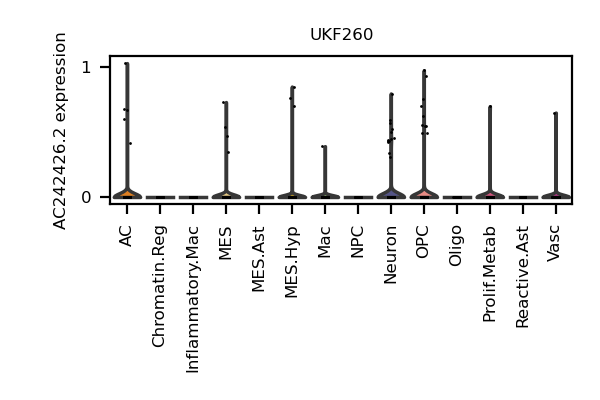 UKF260
AC242426.2 expression
1
0
AC
Chromatin.Reg
Inflammatory.Mac
MES
MES.Ast
MES.Hyp
Mac
NPC
Neuron
OPC
Oligo
Prolif.Metab
Reactive.Ast
Vasc